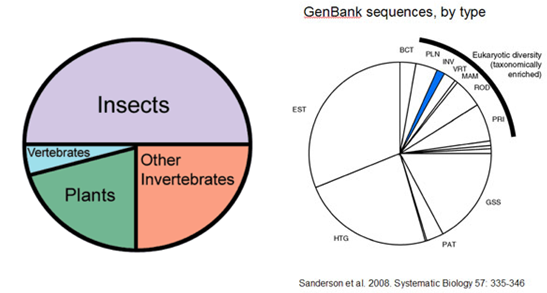 GenBank sequences, by type
Insects
Vertebrates
Other
Invertebrates
Plants
BCT
PLN
INV
VRT
MAM
ROD
PRI
Eukaryotic diversity
(taxonomically
enriched)
EST
GSS
HTG
PAT
Sanderson et al. 2008. Systematic Biology 57: 335-346